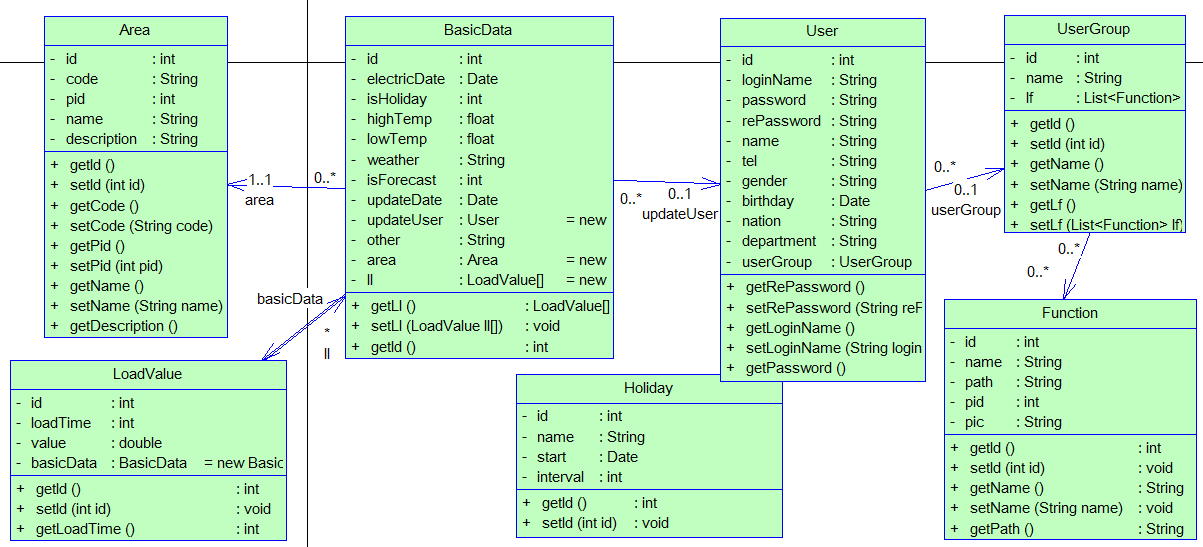 Area
- id : int
- code : String
- pid : int
- name : String
- description : String
+ getId ()
+ setId (int id)
+ getCode ()
+ setCode (String code)
+ getPid ()
+ setPid (int pid)
+ getName ()
+ setName (String name)
+ getDescription ()
1..1
area
0..*
BasicData
- id : int
- electricDate : Date
- isHoliday : int
- highTemp : float
- lowTemp : float
- weather : String
- isForecast : int
- updateDate : Date
- updateUser : User = new
- other : String
- area : Area = new
- ll : LoadValue[] = new
+ getLl () : LoadValue[]
+ setLl (LoadValue ll[]) : void
+ getId () : int
0..*
0..1
updateUser
User
- id : int
- loginName : String
- password : String
- rePassword : String
- name : String
- tel : String
- gender : String
- birthday : Date
- nation : String
- department : String
- userGroup : UserGroup
+ getRePassword ()
+ setRePassword (String reF
+ getLoginName ()
+ setLoginName (String login
+ getPassword ()
0..*
0..1
userGroup
UserGroup
- id : int
- name : String
- lf : List<Function>
+ getId ()
+ setId (int id)
+ getName ()
+ setName (String name)
+ getLf ()
+ setLf (List<Function> lf)
0..*
0..*
basicData
*
ll
LoadValue
- id : int
- loadTime : int
- value : double
- basicData : BasicData = new Basic
+ getId () : int
+ setId (int id) : void
+ getLoadTime () : int
Holiday
- id : int
- name : String
- start : Date
- interval : int
+ getId () : int
+ setId (int id) : void
Function
- id : int
- name : String
- path : String
- pid : int
- pic : String
+ getId () : int
+ setId (int id) : void
+ getName () : String
+ setName (String name) : void
+ getPath () : String